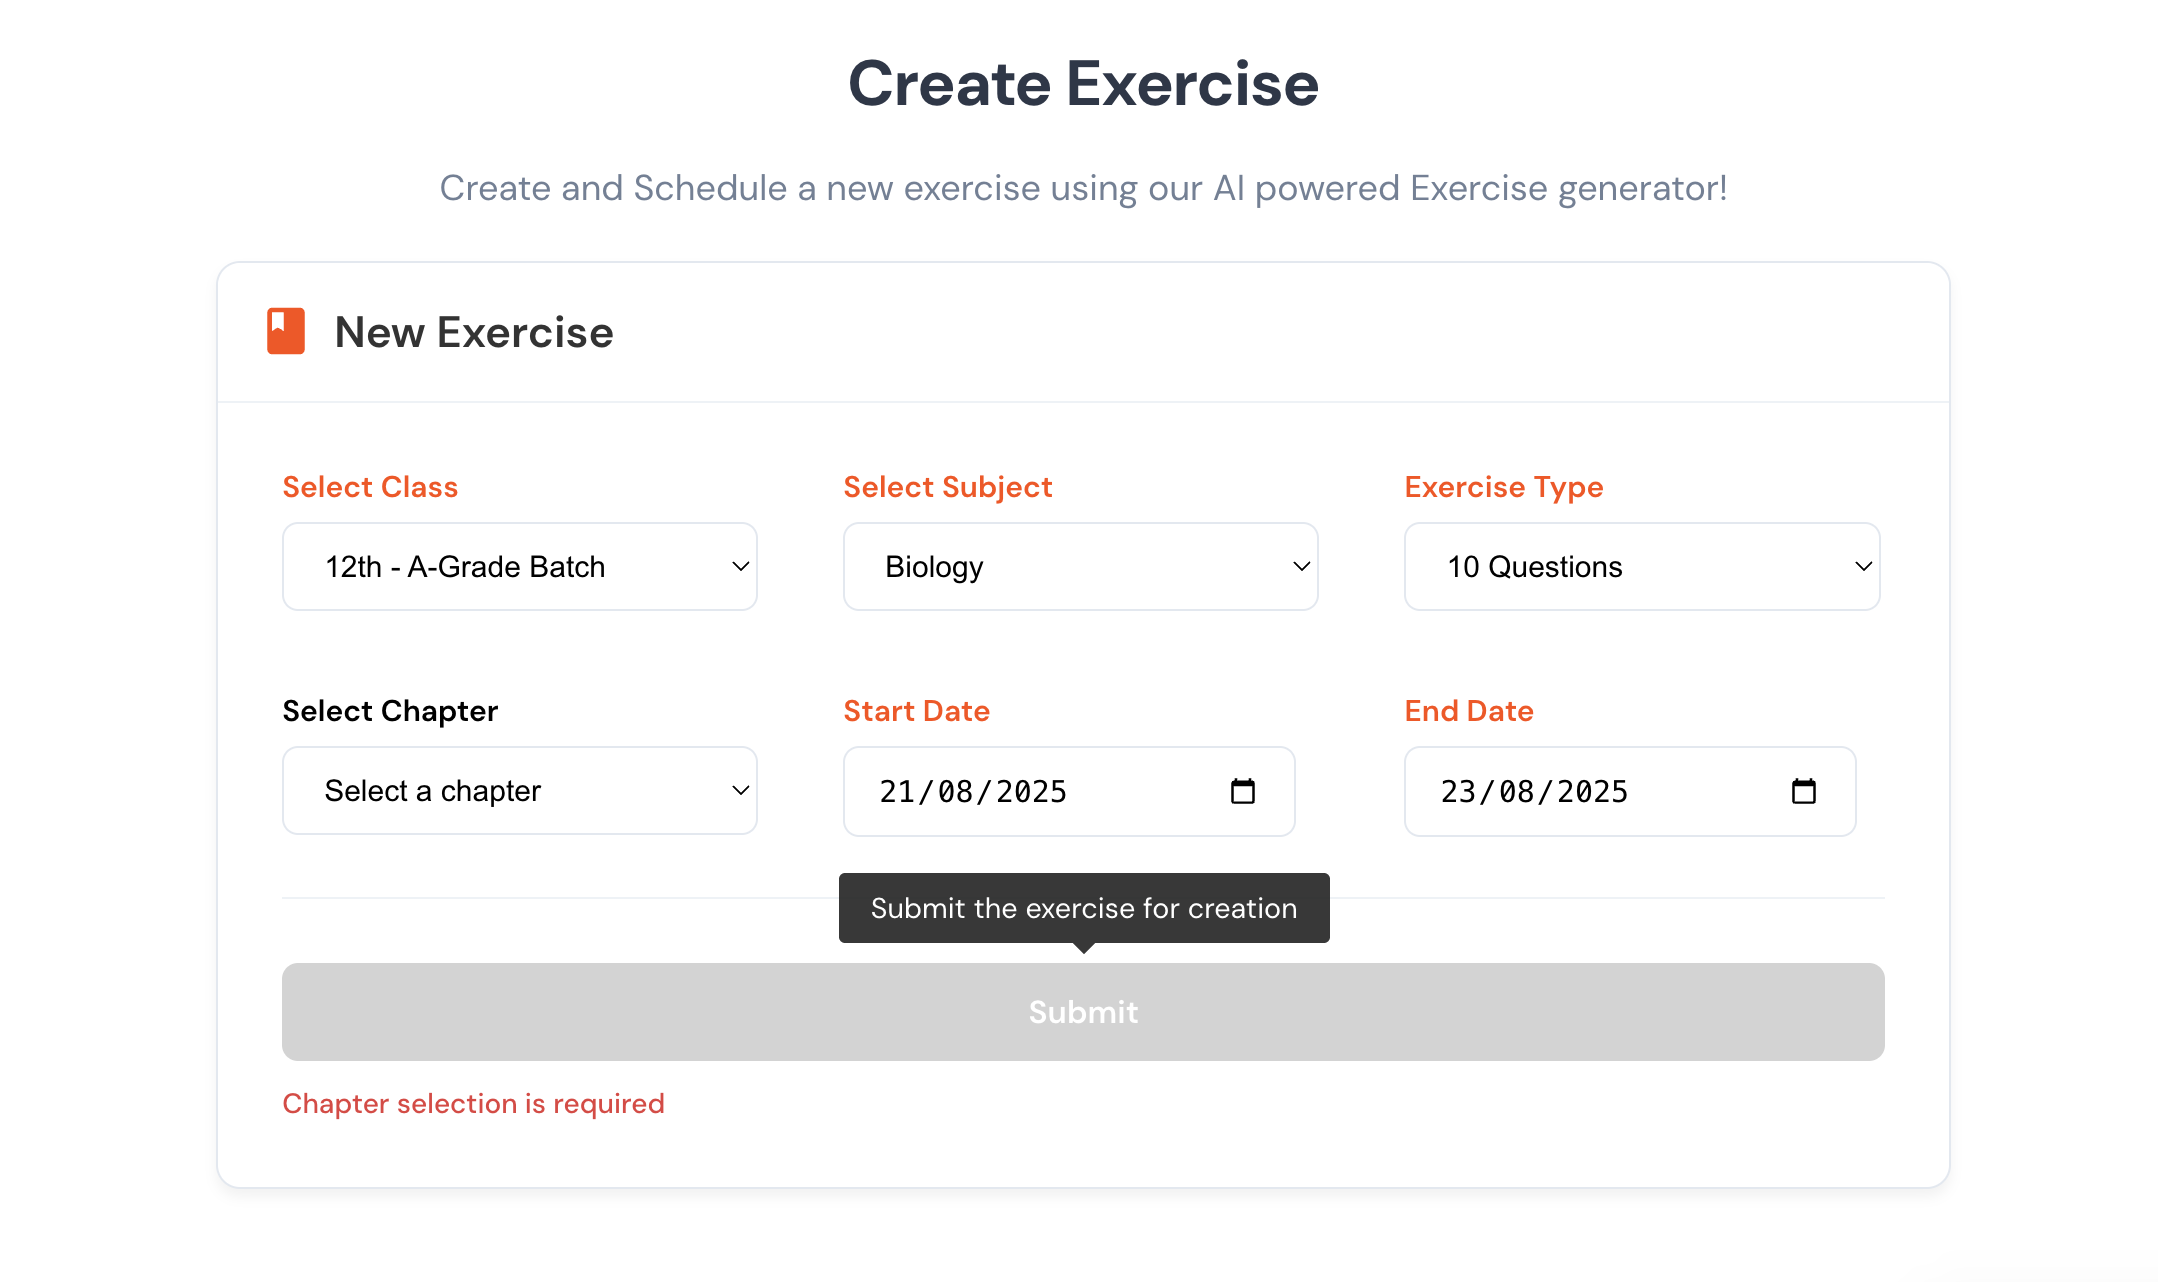 Create Exercise
Create and Schedule a new exercise using our AI powered Exercise generator!
New Exercise
Select Class
12th - A-Grade Batch
Select Subject
Biology
Exercise Type
10 Questions
Select Chapter
Select a chapter
Start Date
21/08/2025
End Date
23/08/2025
Submit the exercise for creation
Submit
Chapter selection is required